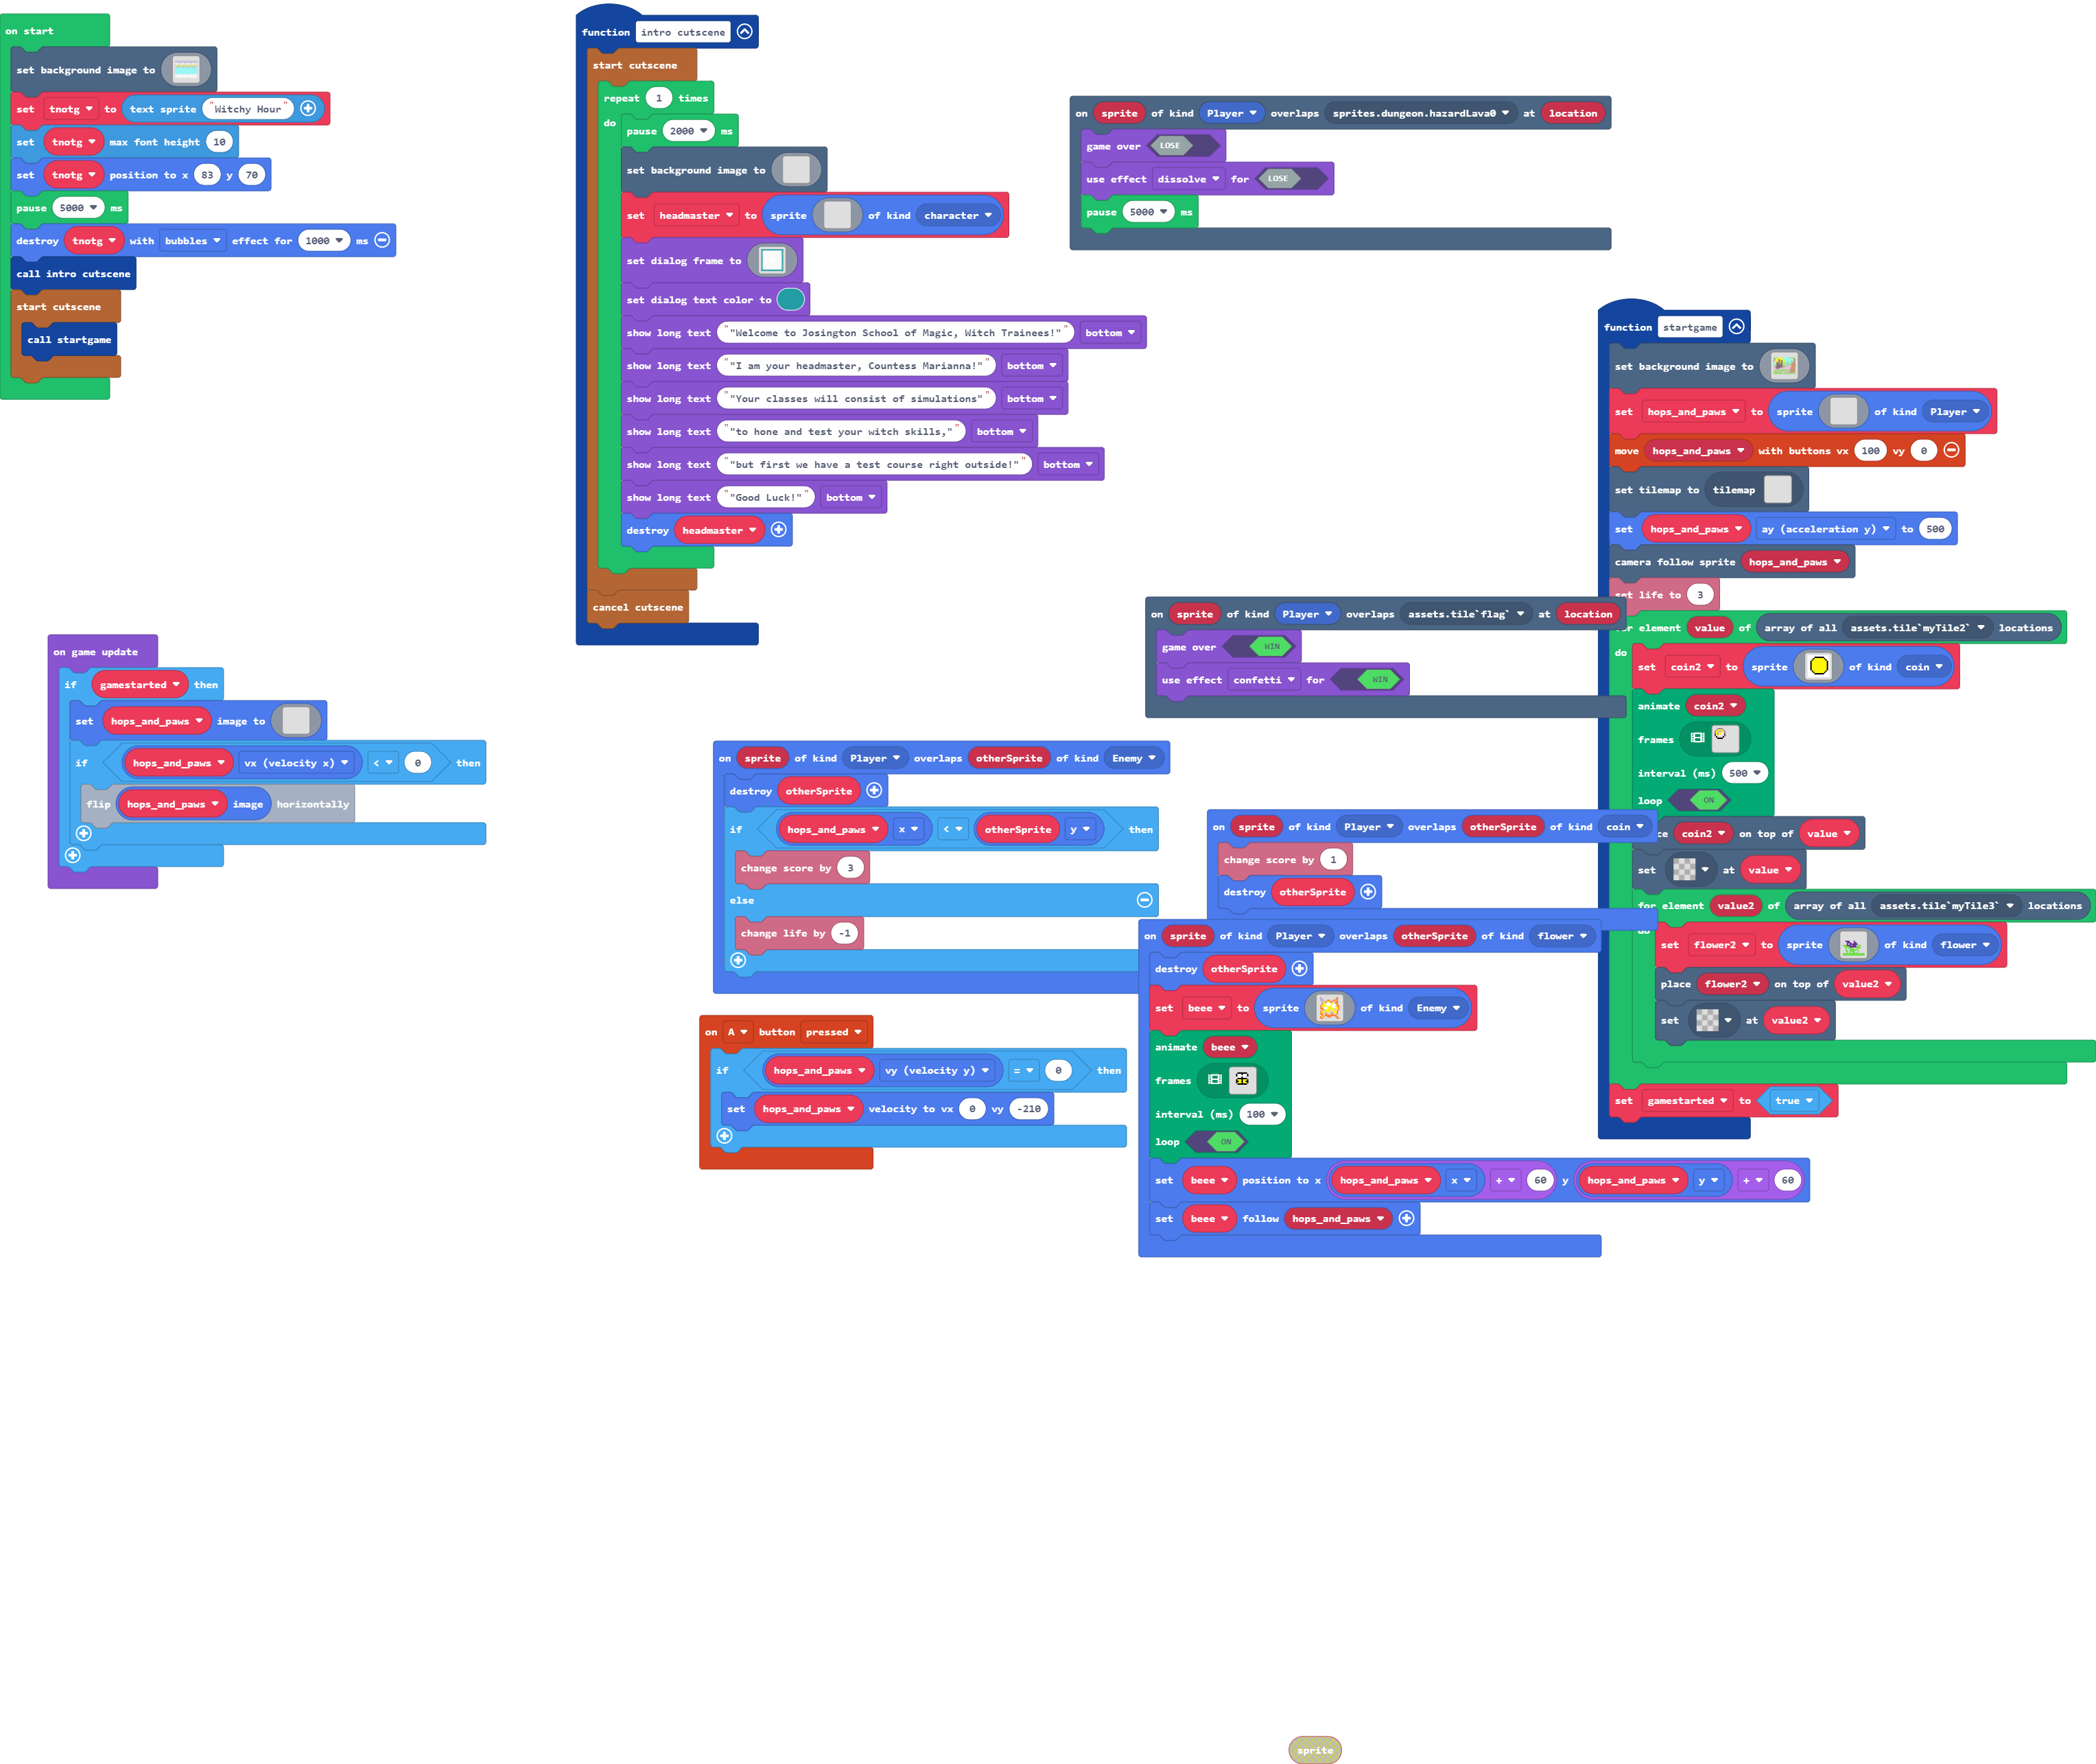 on start
set background image to
set tnotg to text sprite "Witchy Hour"
set tnotg max font height 10
set tnotg position to x 83 y 70
pause 5000 ms
destroy tnotg with bubbles effect for 1000 ms
call intro cutscene
start cutscene
call startgame
function intro cutscene
start cutscene
repeat 1 times
do
pause 2000 ms
set background image to
set headmaster to sprite of kind character
set dialog frame to
set dialog text color to
show long text ""Welcome to Josington School of Magic, Witch Trainees!"" bottom
show long text ""I am your headmaster, Countess Marianna!"" bottom
show long text ""Your classes will consist of simulations" bottom
show long text ""to hone and test your witch skills,"" bottom
show long text ""but first we have a test course right outside!"" bottom
show long text ""Good Luck!"" bottom
destroy headmaster
cancel cutscene
on sprite of kind Player overlaps sprites.dungeon.hazardLava0 at location
game over LOSE
use effect dissolve for LOSE
pause 5000 ms
function startgame
set background image to
set hops_and_paws to sprite of kind Player
move hops_and_paws with buttons vx 100 vy 0
set tilemap to tilemap
set hops_and_paws ay (acceleration y) to 500
camera follow sprite hops_and_paws
set life to 3
for element value of array of all assets.tile`myTile2` locations
do
set coin2 to sprite of kind coin
animate coin2
frames
interval (ms) 500
loop ON
coin2 on top of value
set at value
for element value2 of array of all assets.tile`myTile3` locations
do
set flower2 to sprite of kind flower
place flower2 on top of value2
set at value2
set gamestarted to true
on sprite of kind Player overlaps assets.tile`flag` at location
game over WIN
use effect confetti for WIN
on game update
if gamestarted then
set hops_and_paws image to
if hops_and_paws vx (velocity x) < 0 then
flip hops_and_paws image horizontally
on sprite of kind Player overlaps otherSprite of kind Enemy
destroy otherSprite
if hops_and_paws x < otherSprite y then
change score by 3
else
change life by -1
on sprite of kind Player overlaps otherSprite of kind coin
change score by 1
destroy otherSprite
on sprite of kind Player overlaps otherSprite of kind flower
destroy otherSprite
set beee to sprite of kind Enemy
animate beee
frames
interval (ms) 100
loop ON
set beee position to x hops_and_paws x + 60 y hops_and_paws y + 60
set beee follow hops_and_paws
on A button pressed
if hops_and_paws vy (velocity y) = 0 then
set hops_and_paws velocity to vx 0 vy -210
sprite